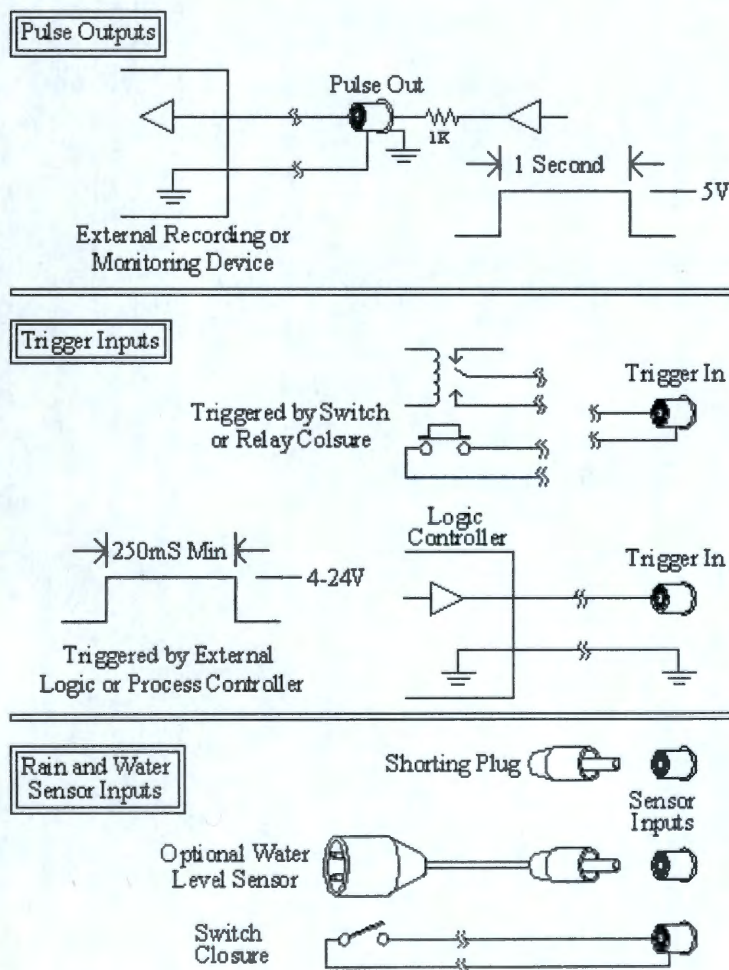 Pulse Outputs
Pulse Out
1K
1 Second
5V
External Recording or
Monitoring Device
Trigger Inputs
Trigger In
Triggered by Switch
or Relay Colsure
Logic
Controller
250mS Min
4-24V
Trigger In
Triggered by External
Logic or Process Controller
Rain and Water
Sensor Inputs
Shorting Plug
Sensor
Inputs
Optional Water
Level Sensor
Switch
Closure